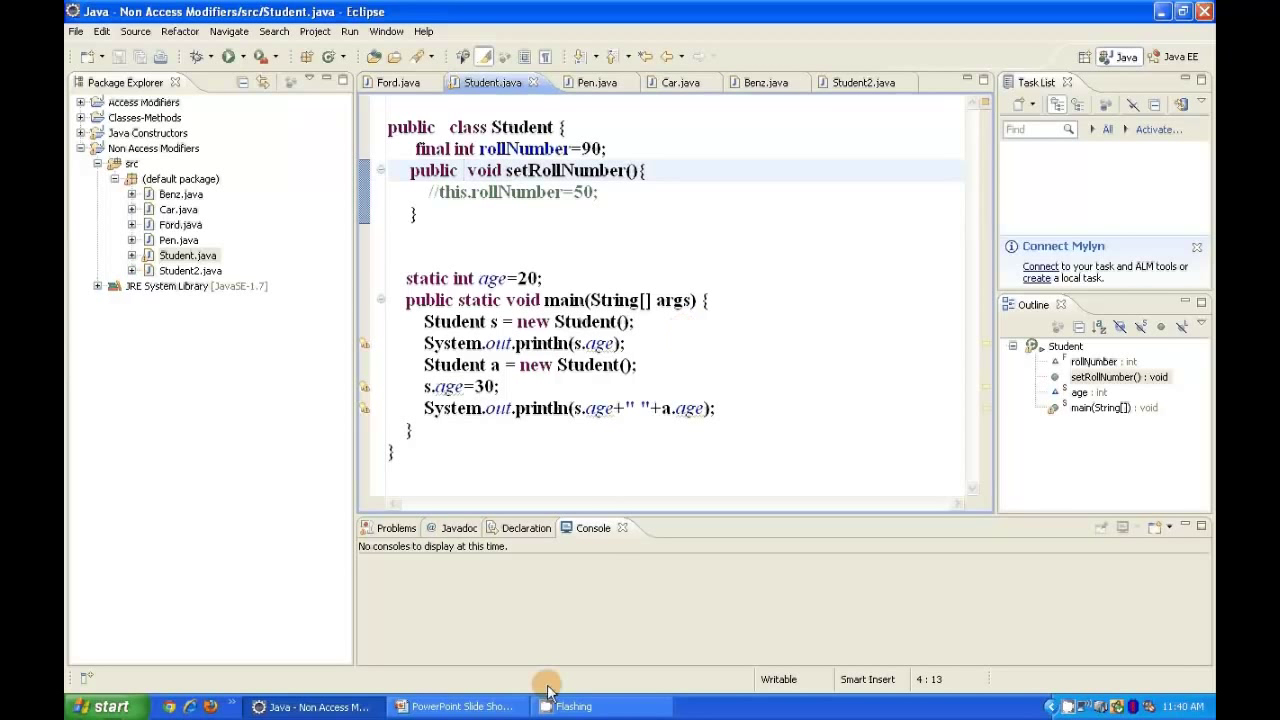 Java - Non Access Modifiers/src/Student.java - Eclipse
File Edit Source Refactor Navigate Search Project Run Window Help
Java Java EE
Package Explorer
Access Modifiers
Classes-Methods
Java Constructors
Non Access Modifiers
src
(default package)
Benz.java
Car.java
Ford.java
Pen.java
Student.java
Student2.java
JRE System Library [JavaSE-1.7]
Ford.java Student.java Pen.java Car.java Benz.java Student2.java
public class Student {
final int rollNumber=90;
public void setRollNumber(){
//this.rollNumber=50;
}
static int age=20;
public static void main(String[] args) {
Student s = new Student();
System.out.println(s.age);
Student a = new Student();
s.age=30;
System.out.println(s.age+" "+a.age);
}
}
Task List
Find All Activate...
Connect Mylyn
Connect to your task and ALM tools or
create a local task.
Outline
Student
rollNumber : int
setRollNumber() : void
age : int
main(String[]) : void
Problems Javadoc Declaration Console
No consoles to display at this time.
Writable Smart Insert 4 : 13
start Java - Non Access M... PowerPoint Slide Sho... Flashing 11:40 AM